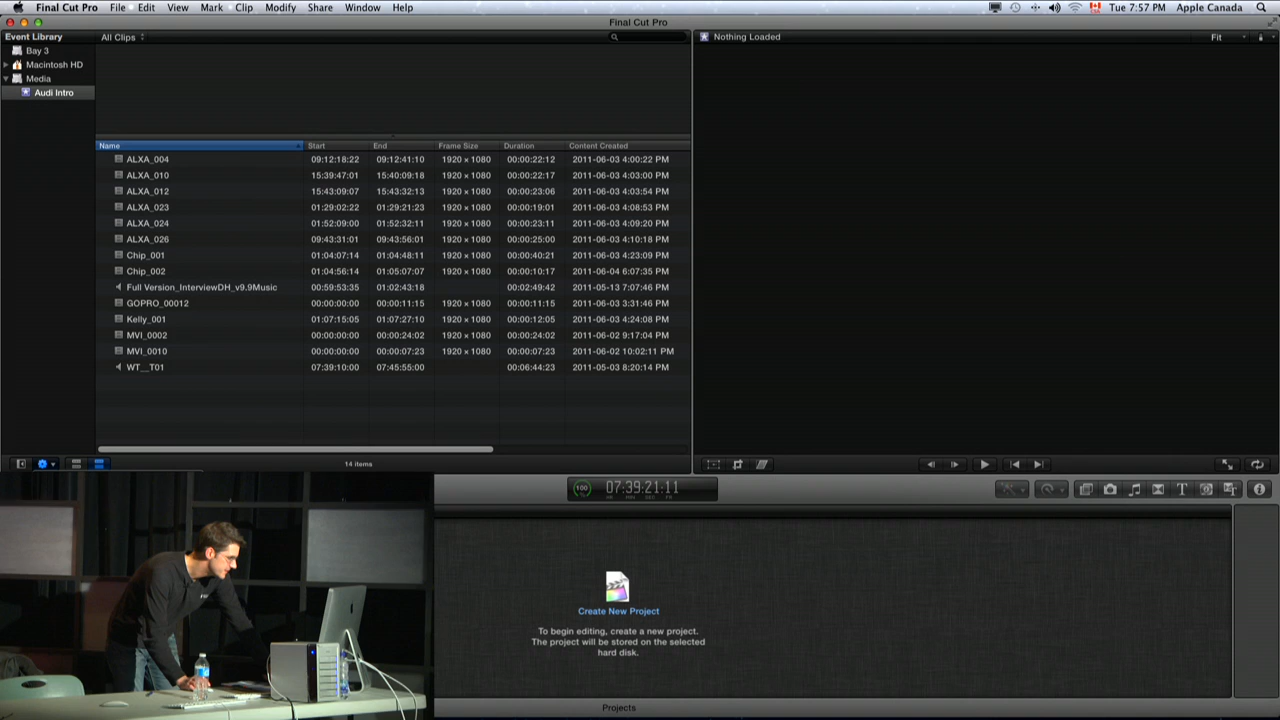 Final Cut Pro File Edit View Mark Clip Modify Share Window Help Tue 7:57 PM Apple Canada
Final Cut Pro
Event Library All Clips Nothing Loaded Fit
Bay 3
Macintosh HD
Media
Audi Intro
Name Start End Frame Size Duration Content Created
ALXA_004 09:12:18:22 09:12:41:10 1920 × 1080 00:00:22:12 2011-06-03 4:00:22 PM
ALXA_010 15:39:47:01 15:40:09:18 1920 × 1080 00:00:22:17 2011-06-03 4:03:00 PM
ALXA_012 15:43:09:07 15:43:32:13 1920 × 1080 00:00:23:06 2011-06-03 4:03:54 PM
ALXA_023 01:29:02:22 01:29:21:23 1920 × 1080 00:00:19:01 2011-06-03 4:08:53 PM
ALXA_024 01:52:09:00 01:52:32:11 1920 × 1080 00:00:23:11 2011-06-03 4:09:20 PM
ALXA_026 09:43:31:01 09:43:56:01 1920 × 1080 00:00:25:00 2011-06-03 4:10:18 PM
Chip_001 01:04:07:14 01:04:48:11 1920 × 1080 00:00:40:21 2011-06-03 4:23:09 PM
Chip_002 01:04:56:14 01:05:07:07 1920 × 1080 00:00:10:17 2011-06-04 6:07:35 PM
Full Version_InterviewDH_v9.9Music 00:59:53:35 01:02:43:18 00:02:49:42 2011-05-13 7:07:46 PM
GOPRO_00012 00:00:00:00 00:00:11:15 1920 × 1080 00:00:11:15 2011-06-03 3:31:46 PM
Kelly_001 01:07:15:05 01:07:27:10 1920 × 1080 00:00:12:05 2011-06-03 4:24:08 PM
MVI_0002 00:00:00:00 00:00:24:02 1920 × 1080 00:00:24:02 2011-06-02 9:17:04 PM
MVI_0010 00:00:00:00 00:00:07:23 1920 × 1080 00:00:07:23 2011-06-02 10:02:11 PM
WT__T01 07:39:10:00 07:45:55:00 00:06:44:23 2011-05-03 8:20:14 PM
14 items
100 07:39:21:11
HR MIN SEC FR
Create New Project
To begin editing, create a new project.
The project will be stored on the selected
hard disk.
Projects